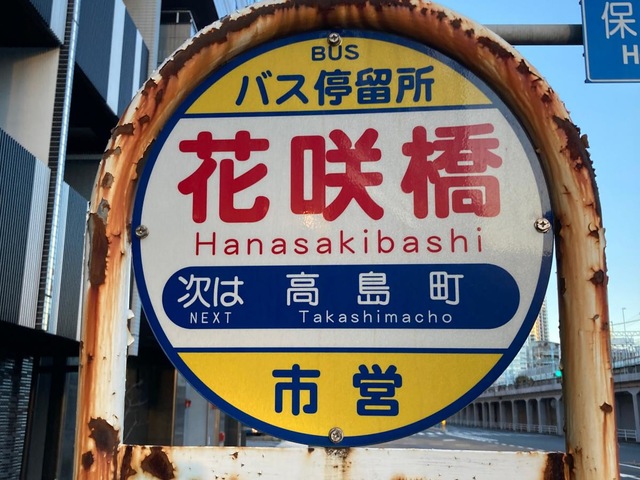 BUS
バス停留所
花咲橋
Hanasakibashi
次は 高島町
NEXT Takashimacho
市営
保
H